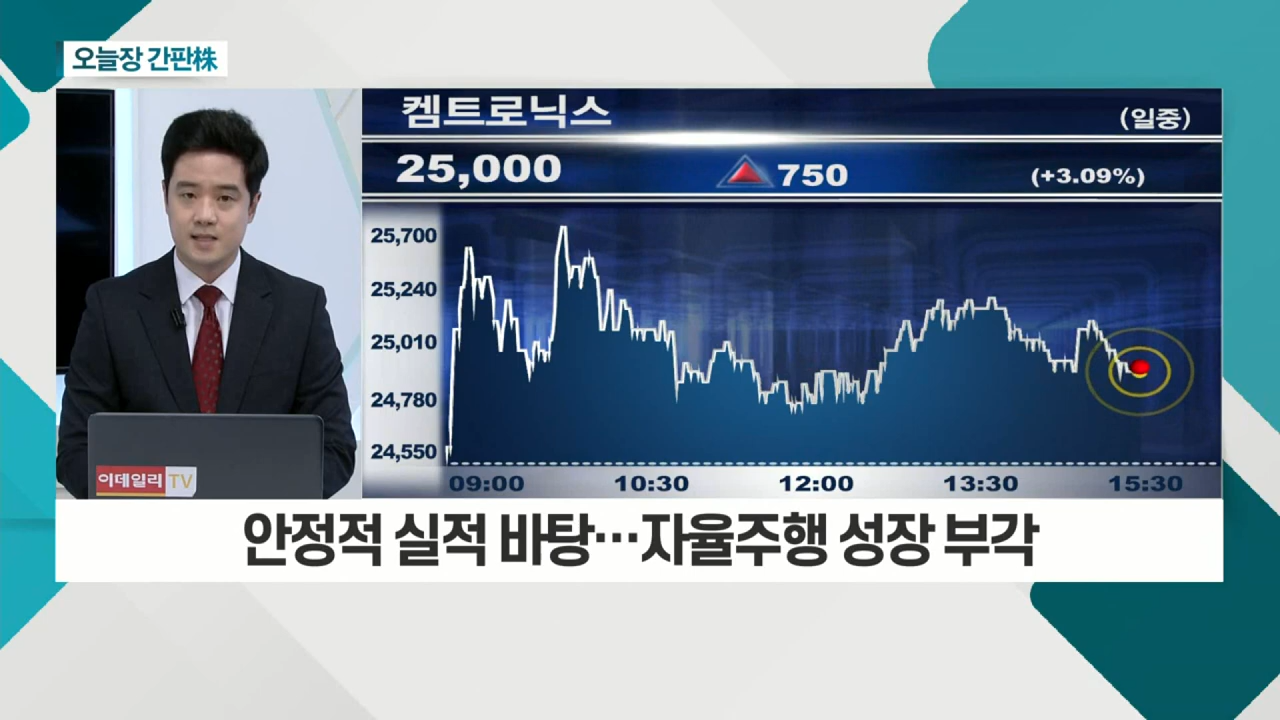 오늘장 간판株
켐트로닉스
(일중)
25,000 750 (+3.09%)
25,700
25,240
25,010
24,780
24,550
09:00 10:30 12:00 13:30 15:30
이데일리TV
안정적 실적 바탕…자율주행 성장 부각